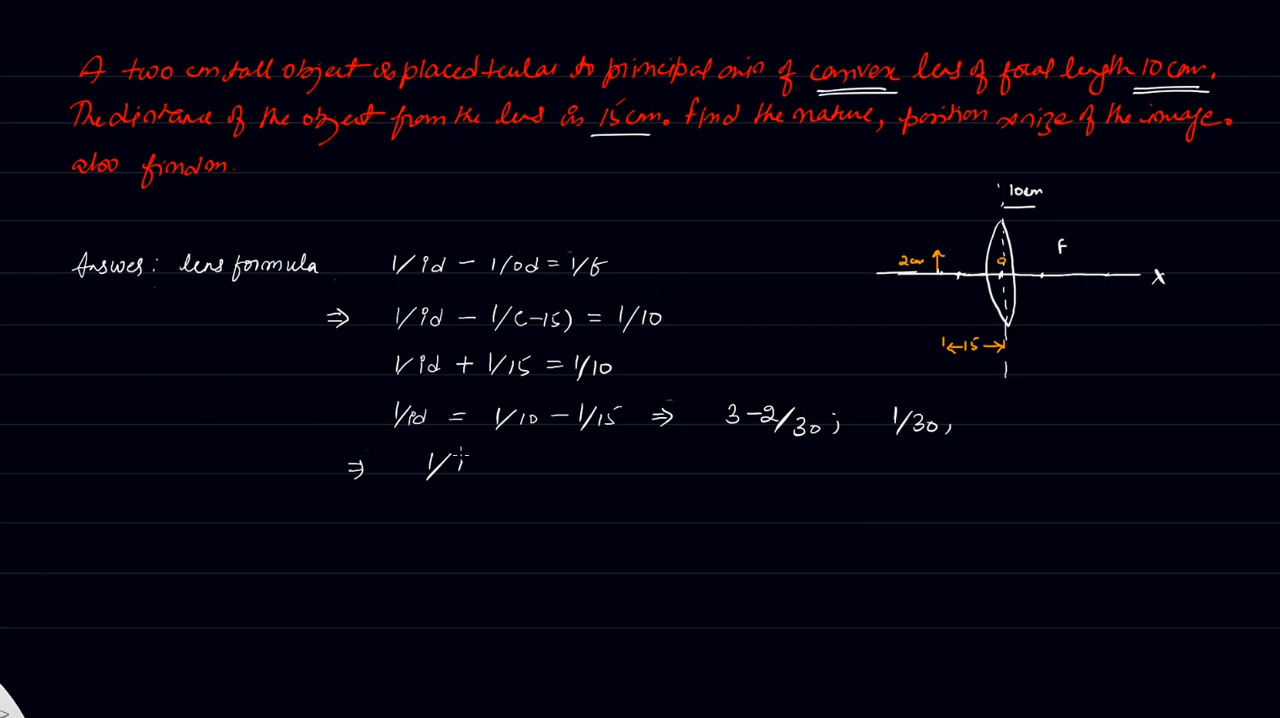 A two cm tall object is placed ⊥cular to principal axis of convex lens of focal length 10 cm.
The distance of the object from the lens is 15 cm. find the nature, position & size of the image.
also find m.
10cm
F
Answer: lens formula 1/id - 1/od = 1/f
2cm O
X
⇒ 1/id - 1/(-15) = 1/10
←15→
1/id + 1/15 = 1/10
1/id = 1/10 - 1/15 ⇒ 3-2/30; 1/30,
⇒ 1/i